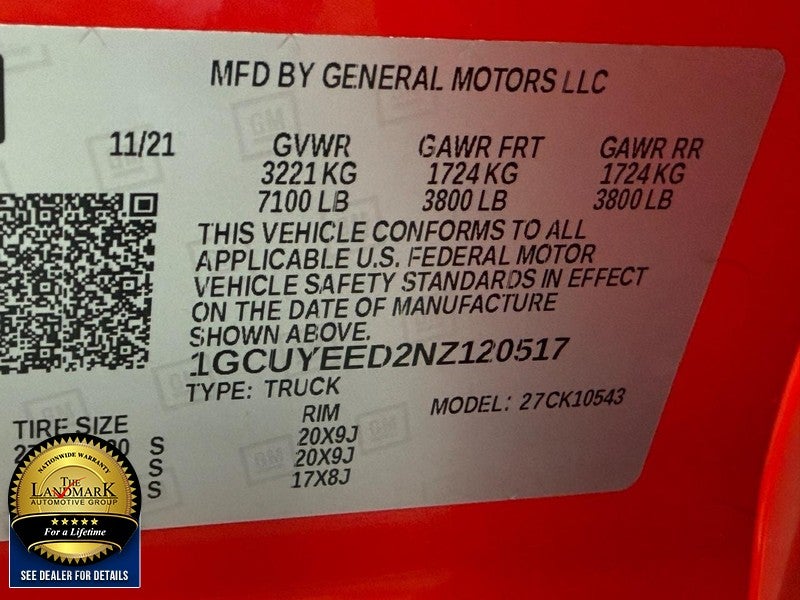 MFD BY GENERAL MOTORS LLC
11/21 GVWR GAWR FRT GAWR RR
3221 KG 1724 KG 1724 KG
7100 LB 3800 LB 3800 LB
THIS VEHICLE CONFORMS TO ALL
APPLICABLE U.S. FEDERAL MOTOR
VEHICLE SAFETY STANDARDS IN EFFECT
ON THE DATE OF MANUFACTURE
SHOWN ABOVE.
1GCUYEED2NZ120517
TYPE: TRUCK MODEL: 27CK10543
TIRE SIZE RIM
S 20X9J
S 20X9J
S 17X8J
GM
NATIONWIDE WARRANTY
THE
LANDMARK
AUTOMOTIVE GROUP
For a Lifetime
SEE DEALER FOR DETAILS